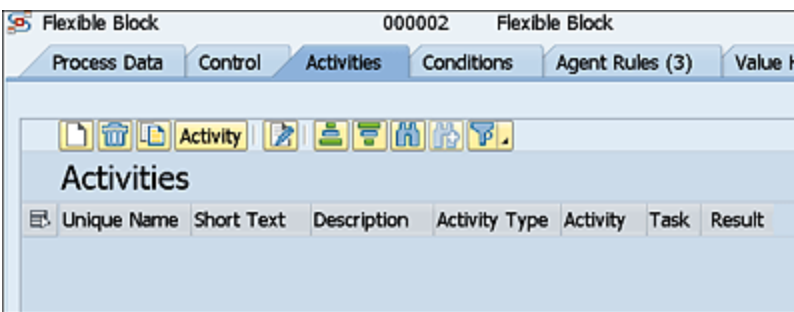 Flexible Block 000002 Flexible Block
Process Data Control Activities Conditions Agent Rules (3) Value
Activity
Activities
Unique Name Short Text Description Activity Type Activity Task Result